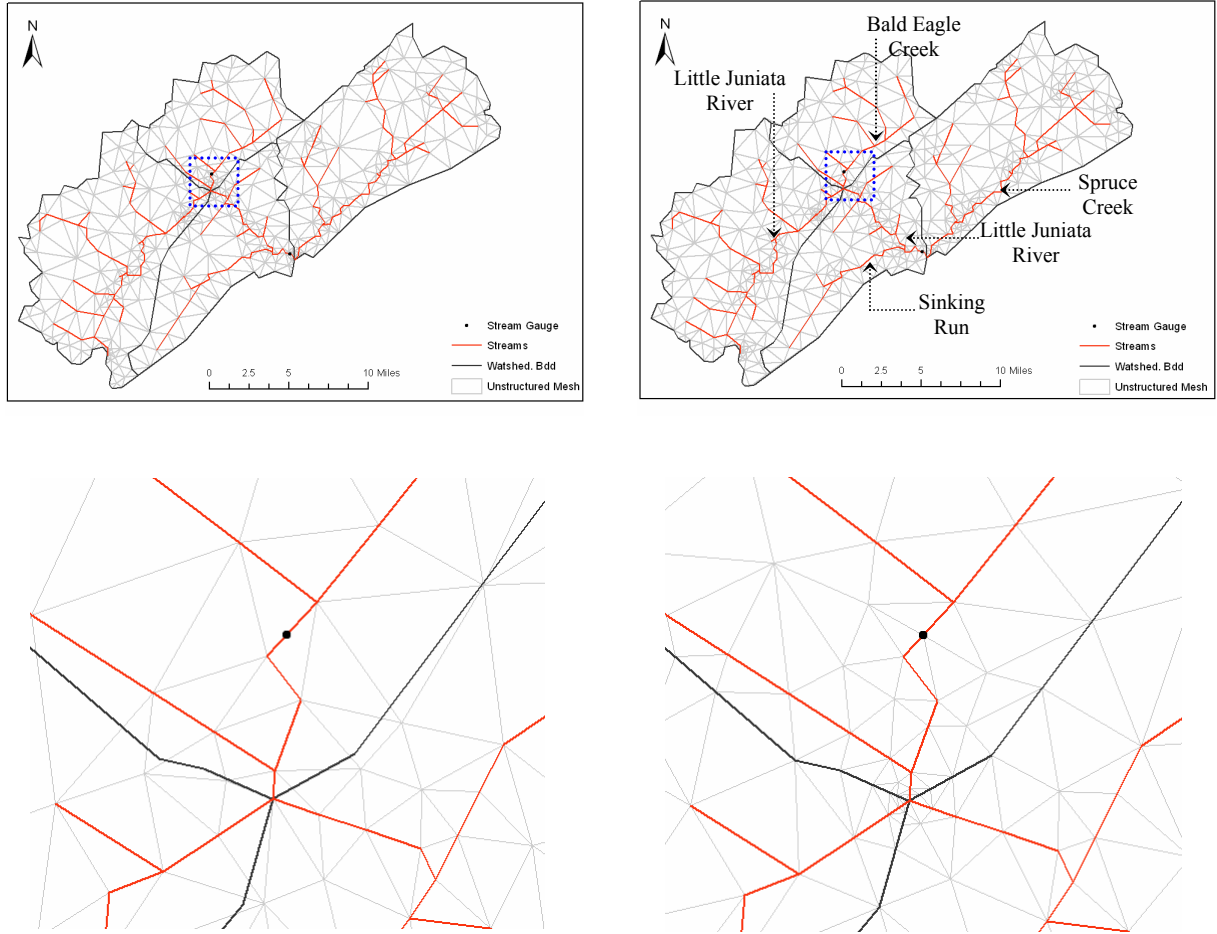 N
Stream Gauge
Streams
Watshed. Bdd
Unstructured Mesh
0 2.5 5 10 Miles
N
Bald Eagle
Creek
Little Juniata
River
Spruce
Creek
Little Juniata
River
Sinking
Run
Stream Gauge
Streams
Watshed. Bdd
Unstructured Mesh
0 2.5 5 10 Miles